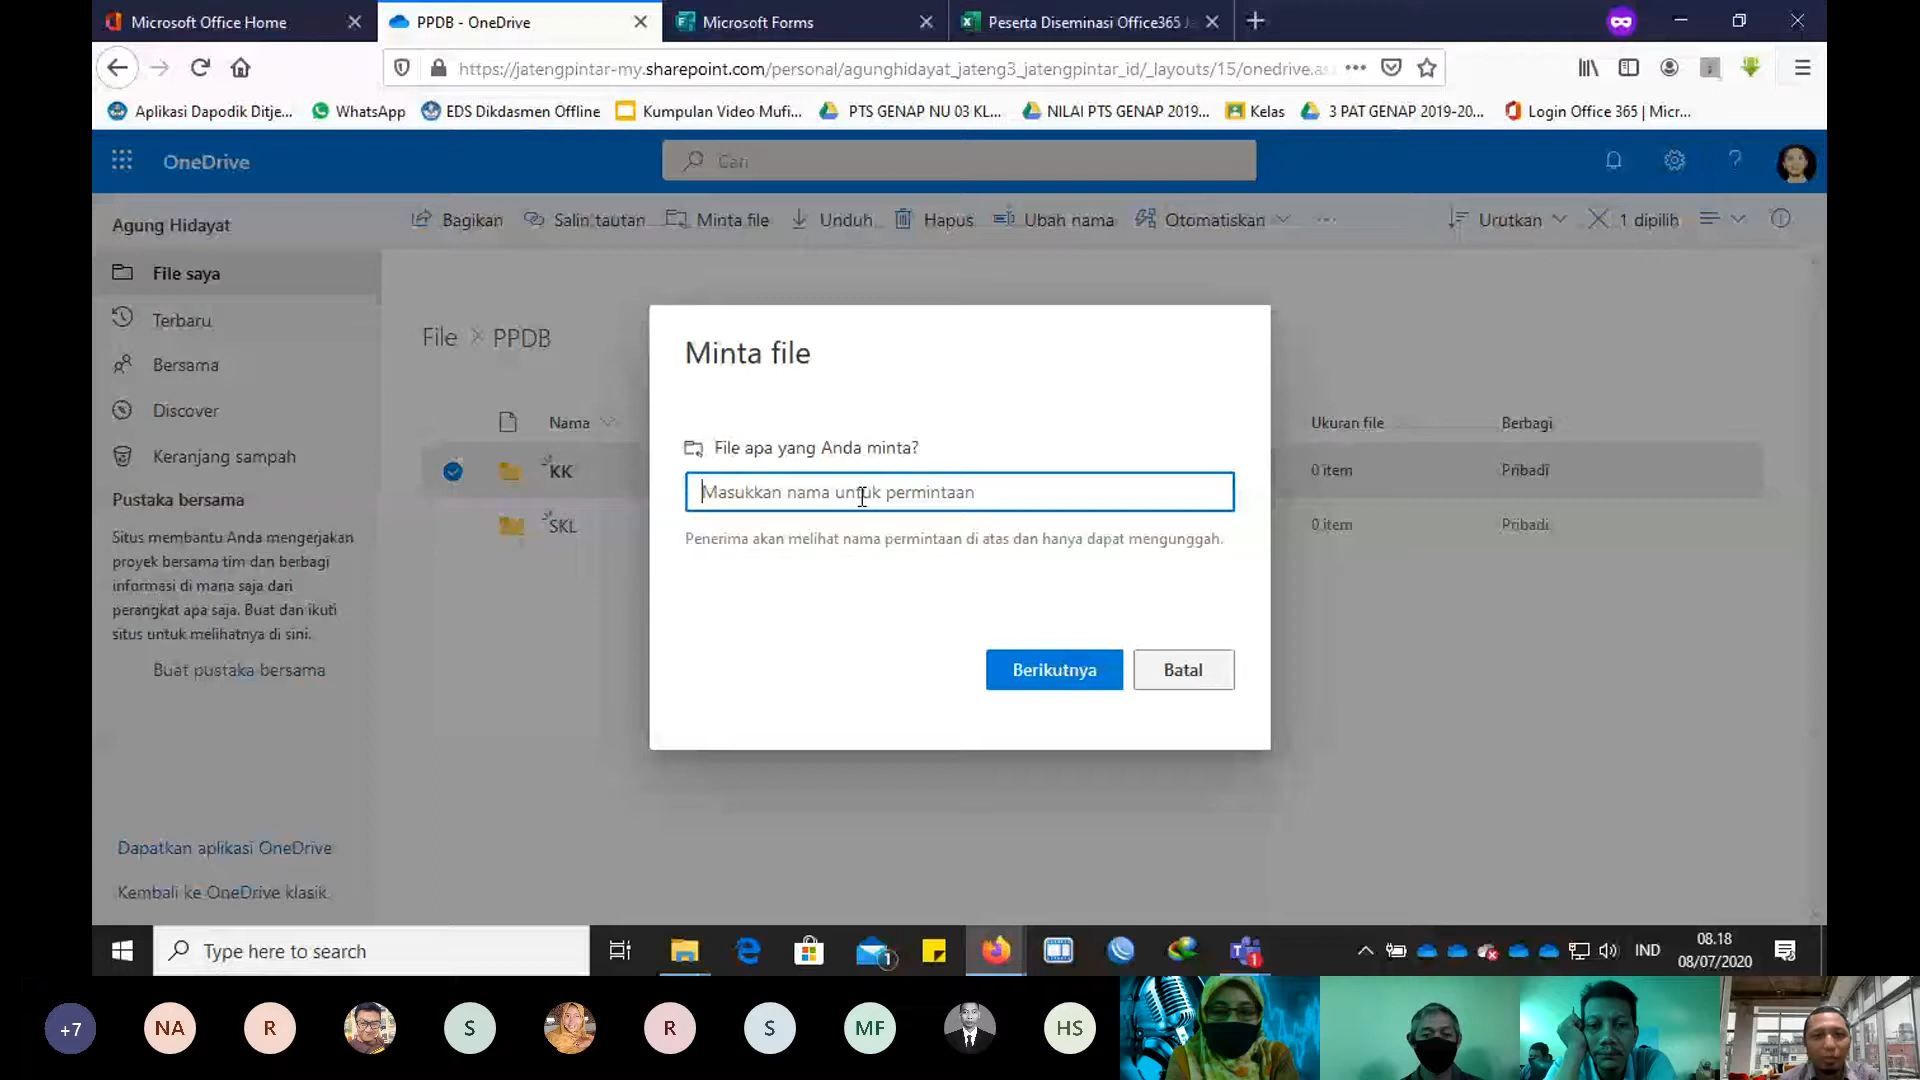 Microsoft Office Home
PPDB - OneDrive
Microsoft Forms
Peserta Diseminasi Office365 J
https://jatengpintar-my.sharepoint.com/personal/agunghidayat_jateng3_jatengpintar_id/_layouts/15/onedrive.as
Aplikasi Dapodik Ditje...
WhatsApp
EDS Dikdasmen Offline
Kumpulan Video Mufi...
PTS GENAP NU 03 KL...
NILAI PTS GENAP 2019...
Kelas
3 PAT GENAP 2019-20...
Login Office 365 | Micr...
OneDrive
Cari
Agung Hidayat
Bagikan
Salin tautan
Minta file
Unduh
Hapus
Ubah nama
Otomatiskan
Urutkan
1 dipilih
File saya
Terbaru
Bersama
Discover
Keranjang sampah
Pustaka bersama
Situs membantu Anda mengerjakan
proyek bersama tim dan berbagi
informasi di mana saja dari
perangkat apa saja. Buat dan ikuti
situs untuk melihatnya di sini.
Buat pustaka bersama
Dapatkan aplikasi OneDrive
Kembali ke OneDrive klasik
File > PPDB
Nama
Ukuran file
Berbagi
KK
0 item
Pribadi
SKL
0 item
Pribadi
Minta file
File apa yang Anda minta?
Masukkan nama untuk permintaan
Penerima akan melihat nama permintaan di atas dan hanya dapat mengunggah.
Berikutnya
Batal
Type here to search
1
1
IND
08.18
08/07/2020
+7
NA
R
S
R
S
MF
HS